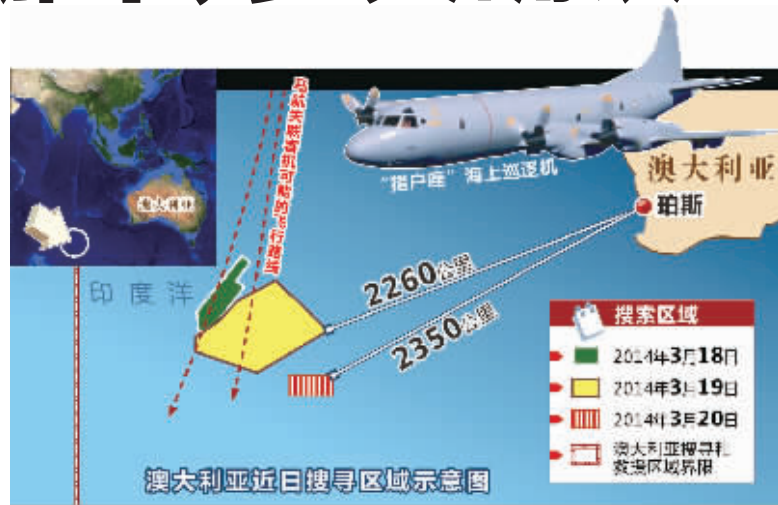 澳大利亚
马航失联客机可能的飞行路线
"猎户座"海上巡逻机
澳大利亚
珀斯
印度洋
2260公里
2350公里
搜索区域
2014年3月18日
2014年3月19日
2014年3月20日
澳大利亚搜寻和
救援区域界限
澳大利亚近日搜寻区域示意图